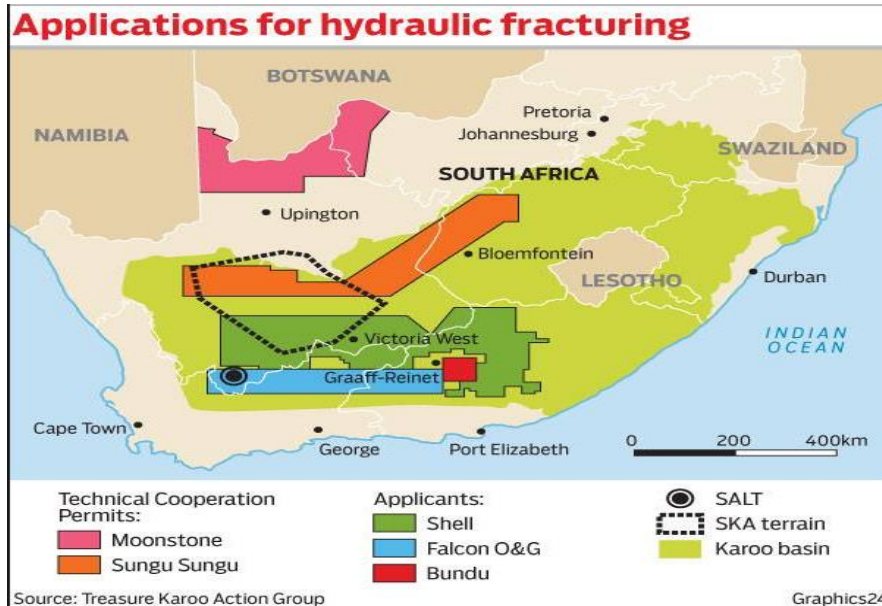 Applications for hydraulic fracturing
BOTSWANA
NAMIBIA
Pretoria
Johannesburg
SWAZILAND
SOUTH AFRICA
Upington
Bloemfontein
LESOTHO
Durban
Victoria West
INDIAN
OCEAN
Graaff-Reinet
Cape Town
George
Port Elizabeth
0 200 400km
Technical Cooperation
Permits:
Moonstone
Sungu Sungu
Applicants:
Shell
Falcon O&G
Bundu
SALT
SKA terrain
Karoo basin
Source: Treasure Karoo Action Group
Graphics24